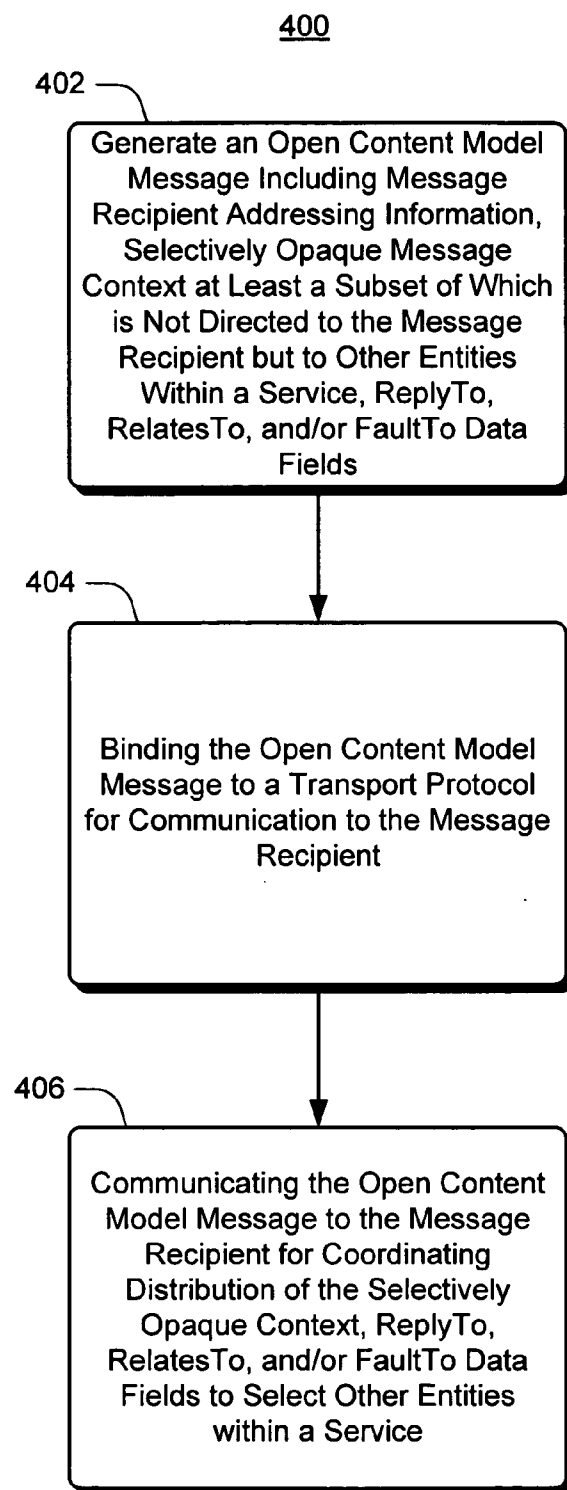 400
402
Generate an Open Content Model
Message Including Message
Recipient Addressing Information,
Selectively Opaque Message
Context at Least a Subset of Which
is Not Directed to the Message
Recipient but to Other Entities
Within a Service, ReplyTo,
RelatesTo, and/or FaultTo Data
Fields
404
Binding the Open Content Model
Message to a Transport Protocol
for Communication to the Message
Recipient
406
Communicating the Open Content
Model Message to the Message
Recipient for Coordinating
Distribution of the Selectively
Opaque Context, ReplyTo,
RelatesTo, and/or FaultTo Data
Fields to Select Other Entities
within a Service